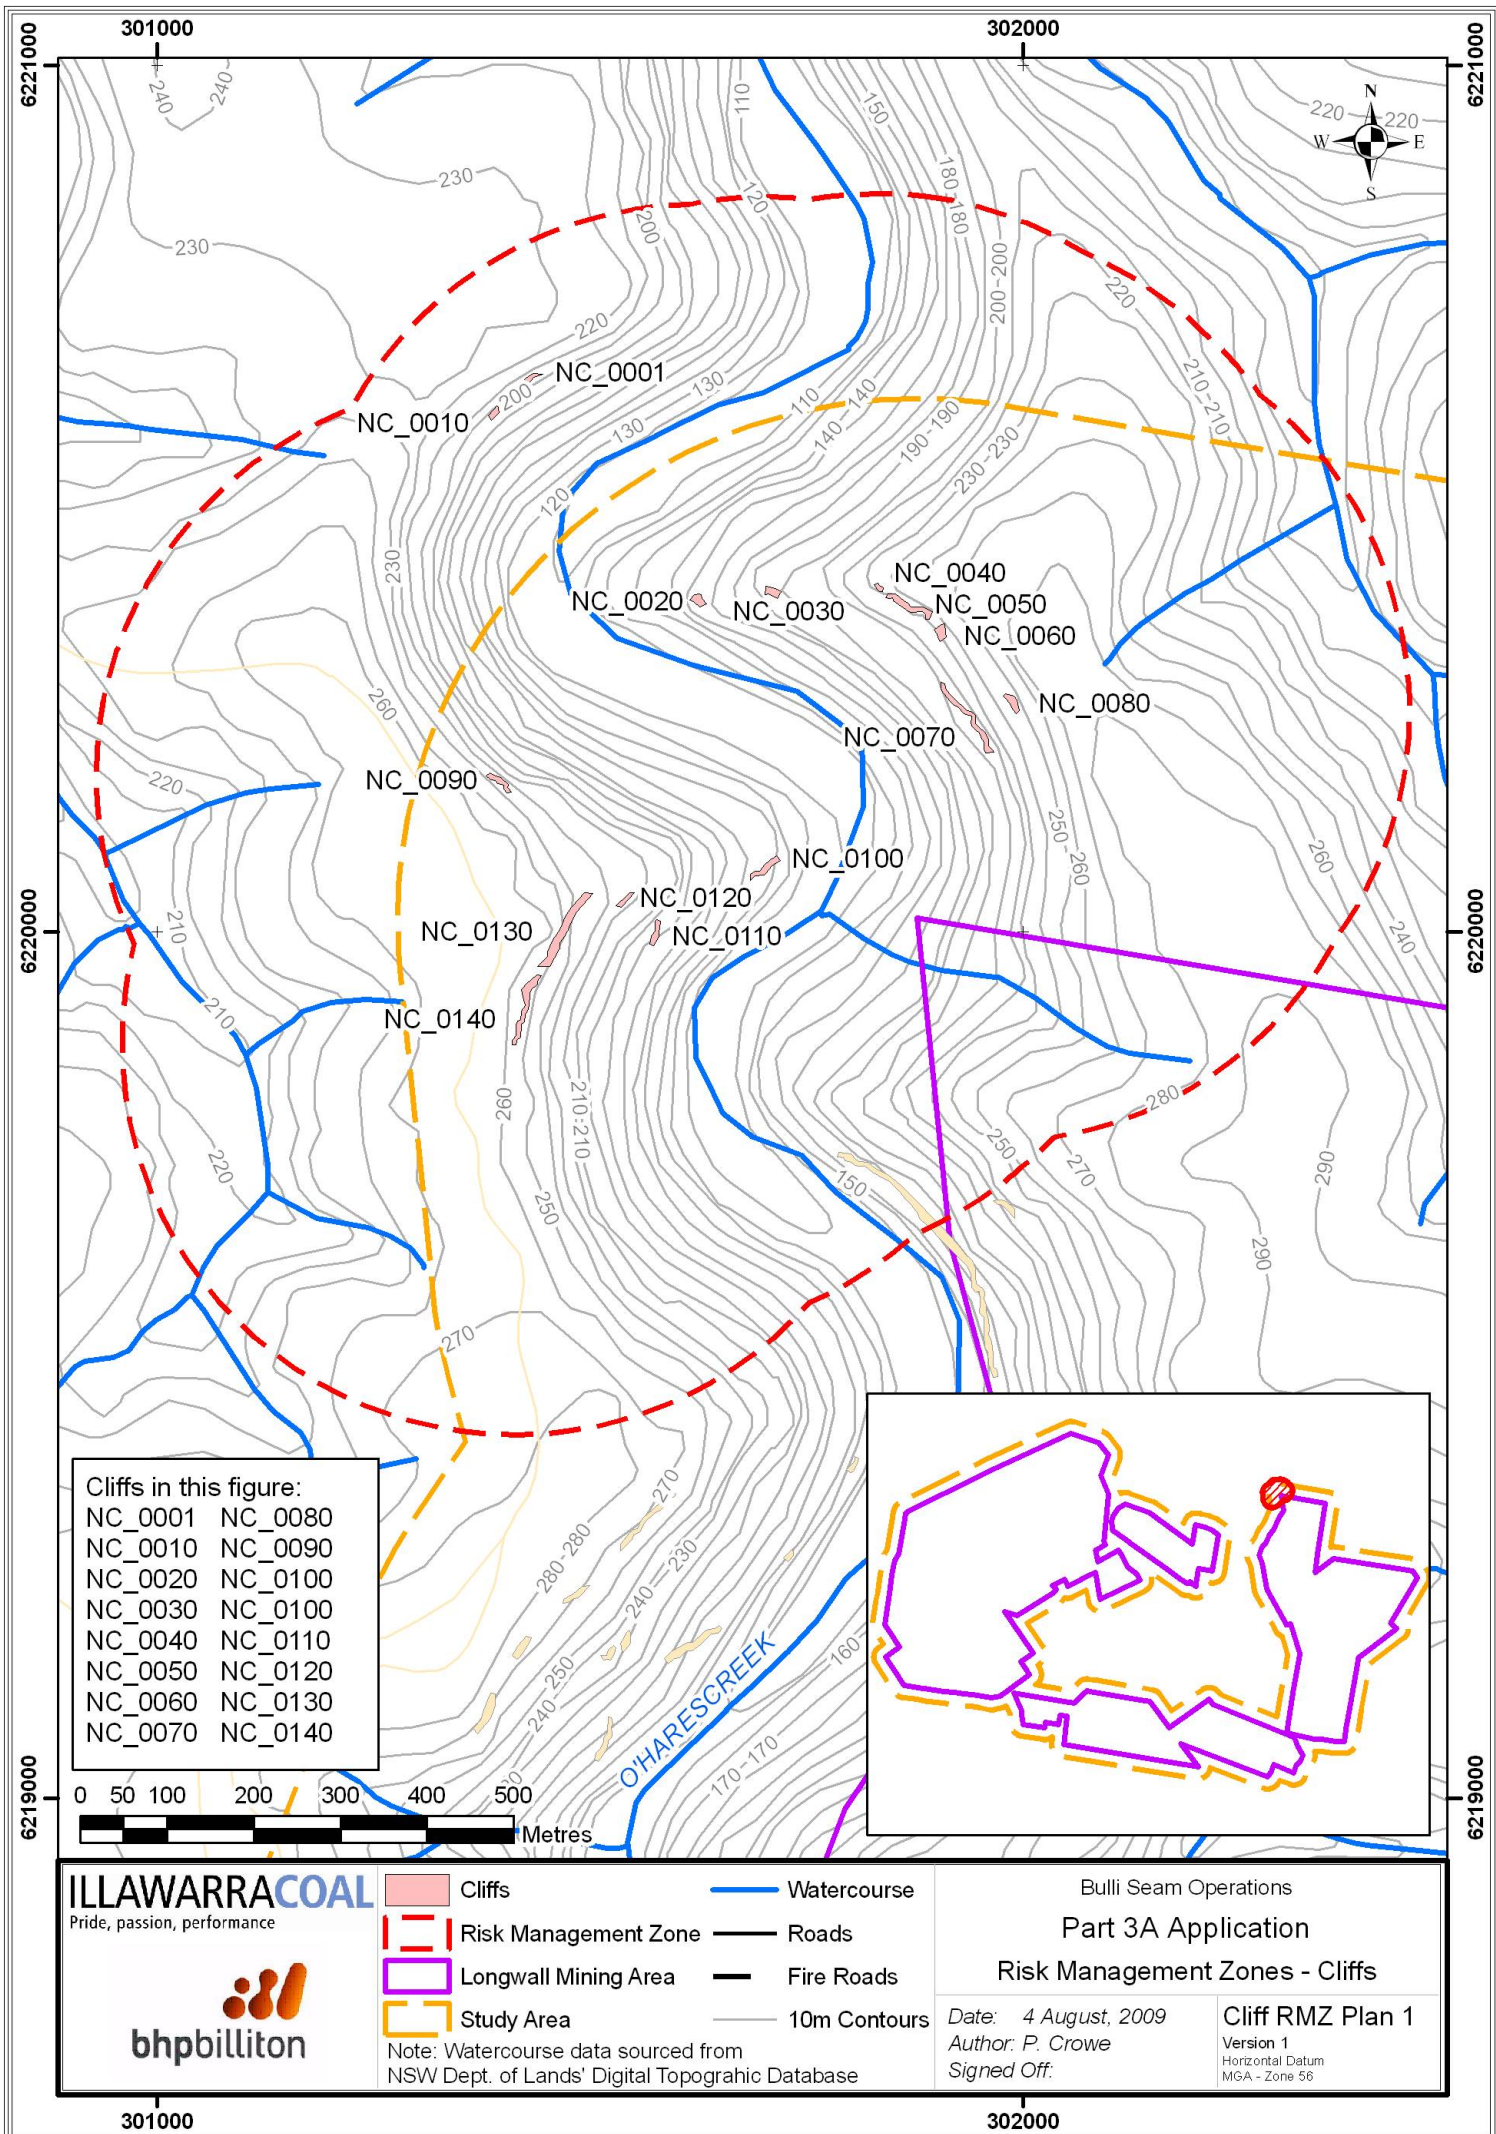 301000
302000
6221000
6221000
240
240
110
150
220
220
N
W
E
S
230
180-180
120
200
230
200-200
220
220
NC_0001
130
200
110
140-140
210-210
NC_0010
130
190-190
230-230
120
230
NC_0040
NC_0020
NC_0030
NC_0050
NC_0060
260
NC_0080
NC_0070
220
NC_0090
250-260
260
NC_0100
NC_0120
NC_0130
NC_0110
210
240
6220000
6220000
210
NC_0140
260
210-210
280
250
270
220
150
290
250
290
270
270
280-280
230
240
250
240
160
170-170
O'HARESCREEK
Cliffs in this figure:
NC_0001 NC_0080
NC_0010 NC_0090
NC_0020 NC_0100
NC_0030 NC_0100
NC_0040 NC_0110
NC_0050 NC_0120
NC_0060 NC_0130
NC_0070 NC_0140
6219000
6219000
0 50 100 200 300 400 500
Metres
ILLAWARRACOAL
Pride, passion, performance
bhpbilliton
Cliffs
Risk Management Zone
Longwall Mining Area
Study Area
Watercourse
Roads
Fire Roads
10m Contours
Note: Watercourse data sourced from
NSW Dept. of Lands' Digital Topograhic Database
Bulli Seam Operations
Part 3A Application
Risk Management Zones - Cliffs
Date: 4 August, 2009
Author: P. Crowe
Signed Off:
Cliff RMZ Plan 1
Version 1
Horizontal Datum
MGA - Zone 56
301000
302000